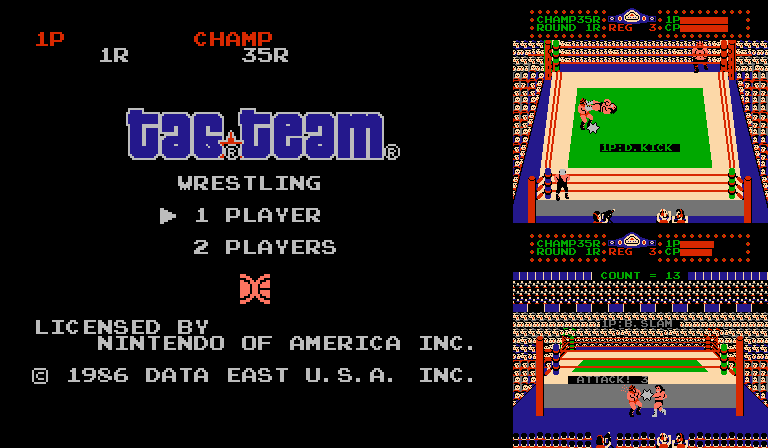 1P CHAMP
1R 35R
tag team®
®
WRESTLING
1 PLAYER
2 PLAYERS
LICENSED BY
NINTENDO OF AMERICA INC.
© 1986 DATA EAST U.S.A. INC.
CHAMP35R 1P
ROUND 1R REG 3 CP
1P:D.KICK
CHAMP35R 1P
ROUND 1R REG 3 CP
COUNT = 13
1P:B.SLAM
ATTACK! 3